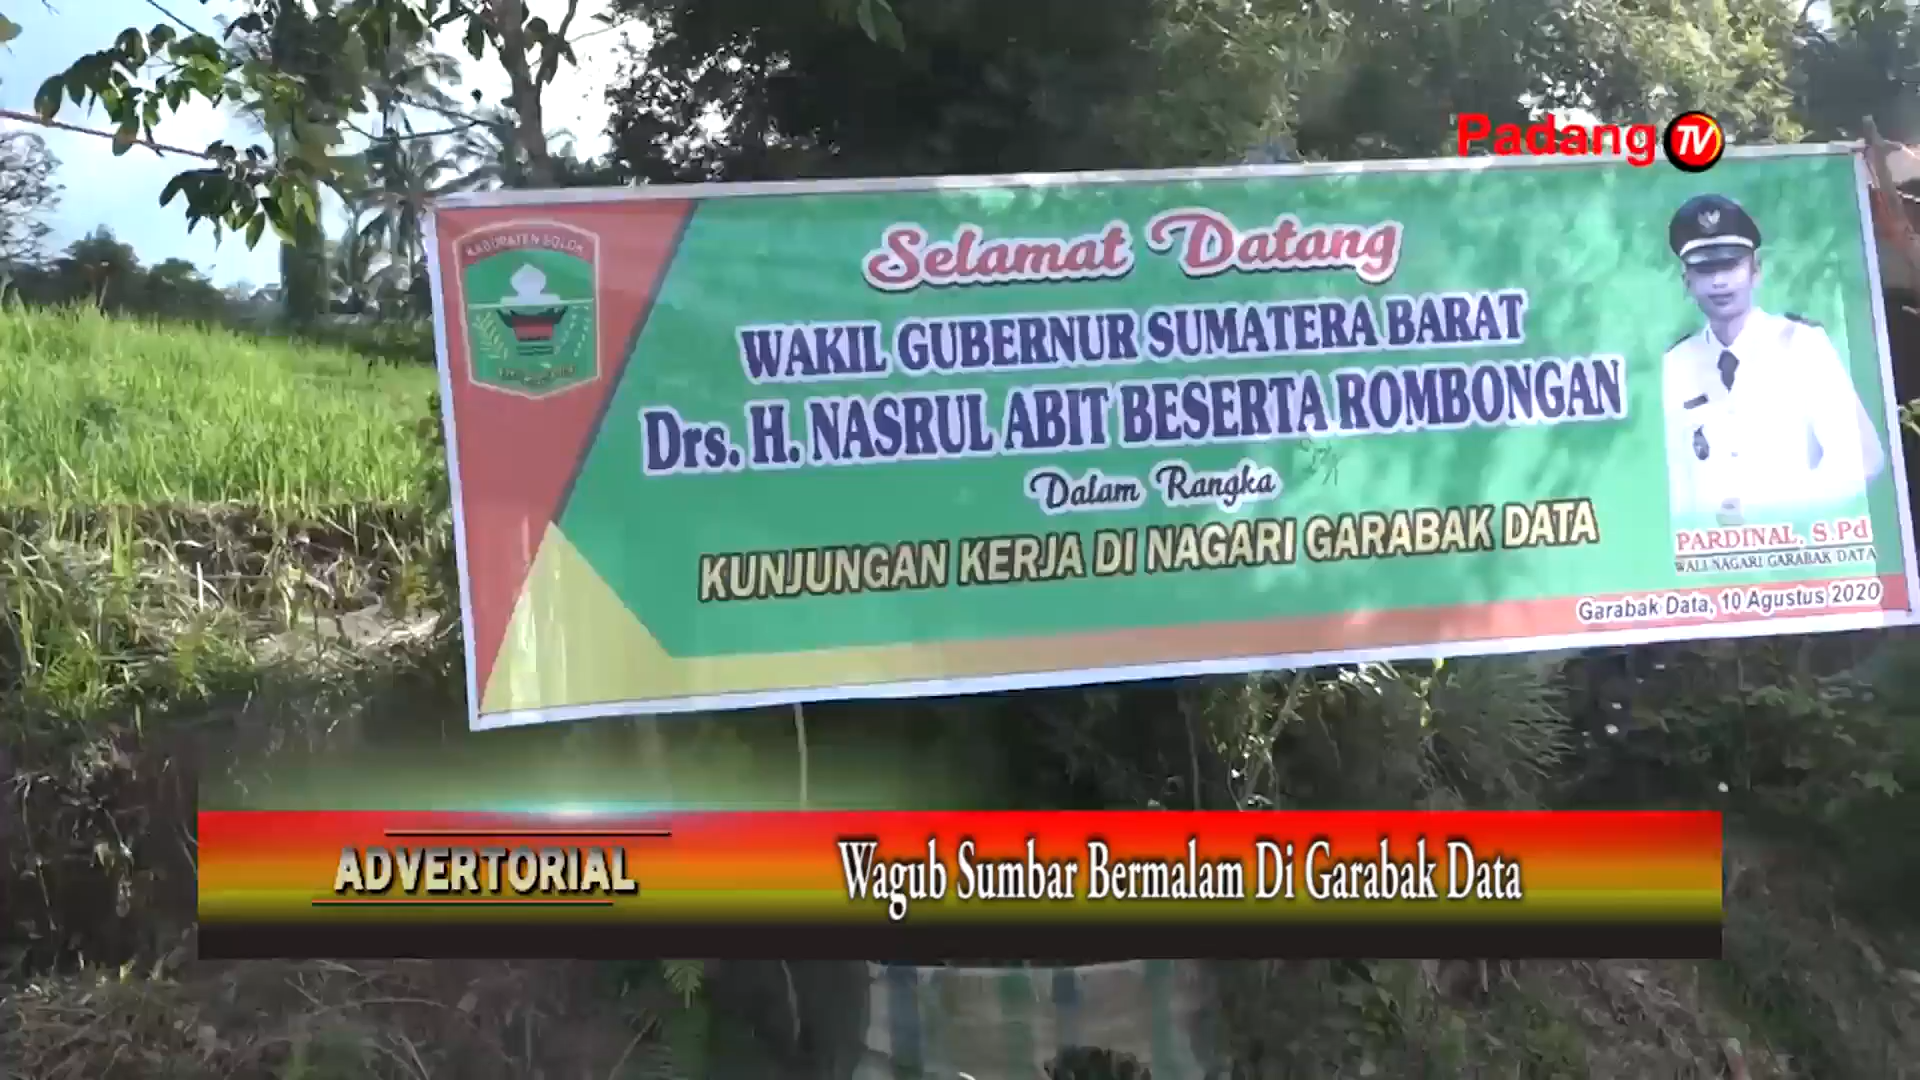 Padang TV
KABUPATEN SOLOK
Selamat Datang
WAKIL GUBERNUR SUMATERA BARAT
Drs. H. NASRUL ABIT BESERTA ROMBONGAN
Dalam Rangka
KUNJUNGAN KERJA DI NAGARI GARABAK DATA
PARDINAL, S.Pd
WALI NAGARI GARABAK DATA
Garabak Data, 10 Agustus 2020
ADVERTORIAL
Wagub Sumbar Bermalam Di Garabak Data